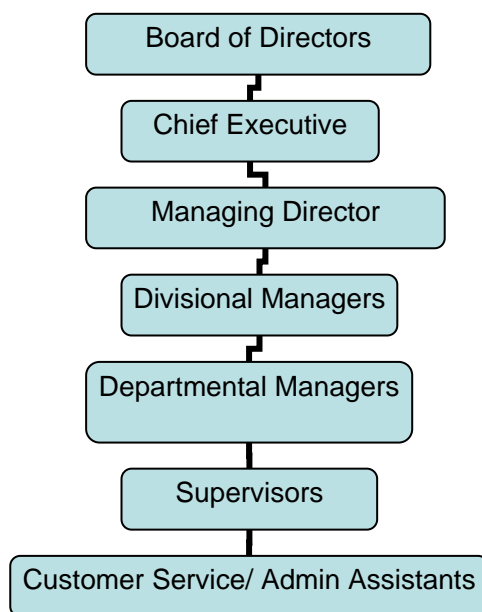 Board of Directors
Chief Executive
Managing Director
Divisional Managers
Departmental Managers
Supervisors
Customer Service/ Admin Assistants